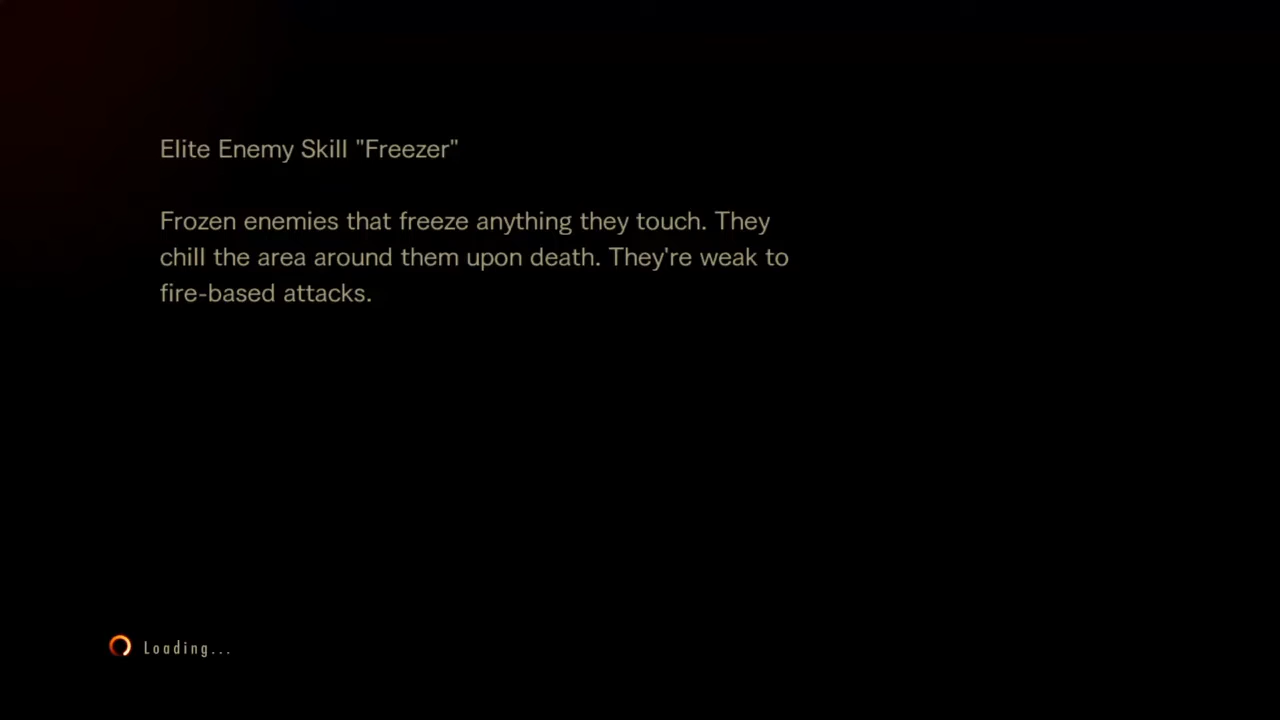 Elite Enemy Skill "Freezer"
Frozen enemies that freeze anything they touch. They
chill the area around them upon death. They're weak to
fire-based attacks.
Loading...